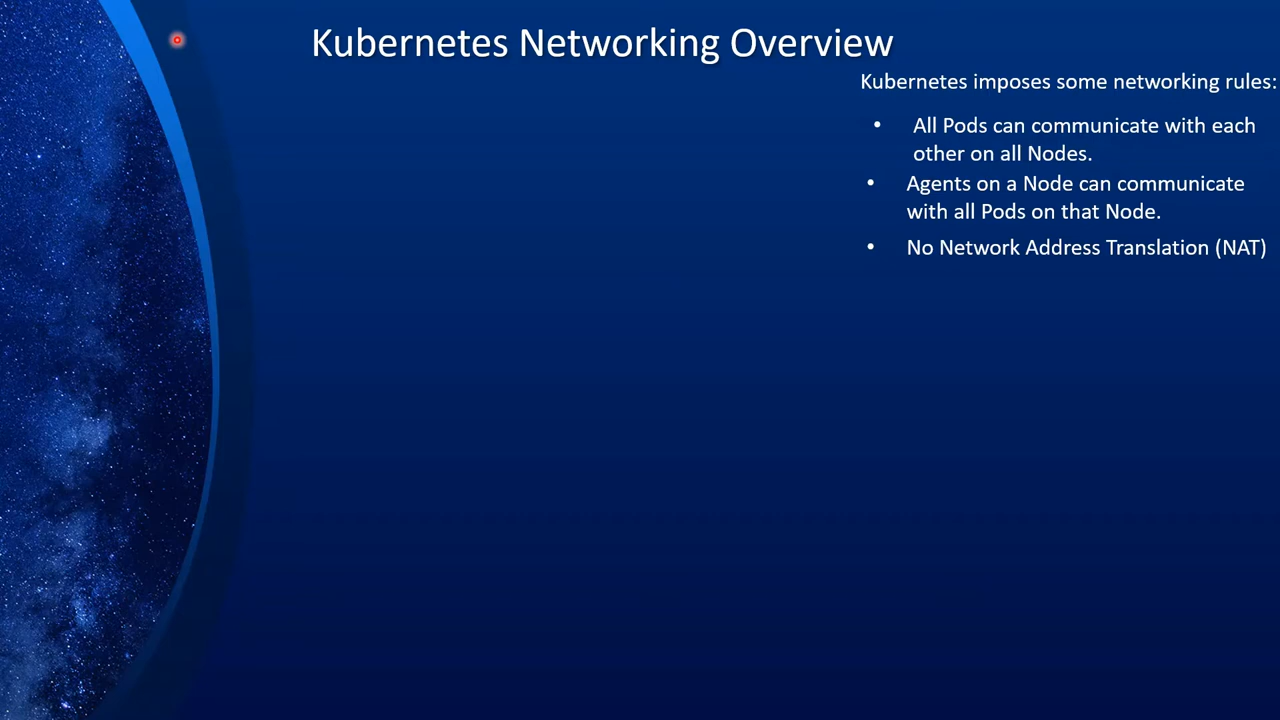 Kubernetes Networking Overview
Kubernetes imposes some networking rules:
• All Pods can communicate with each
other on all Nodes.
• Agents on a Node can communicate
with all Pods on that Node.
• No Network Address Translation (NAT)